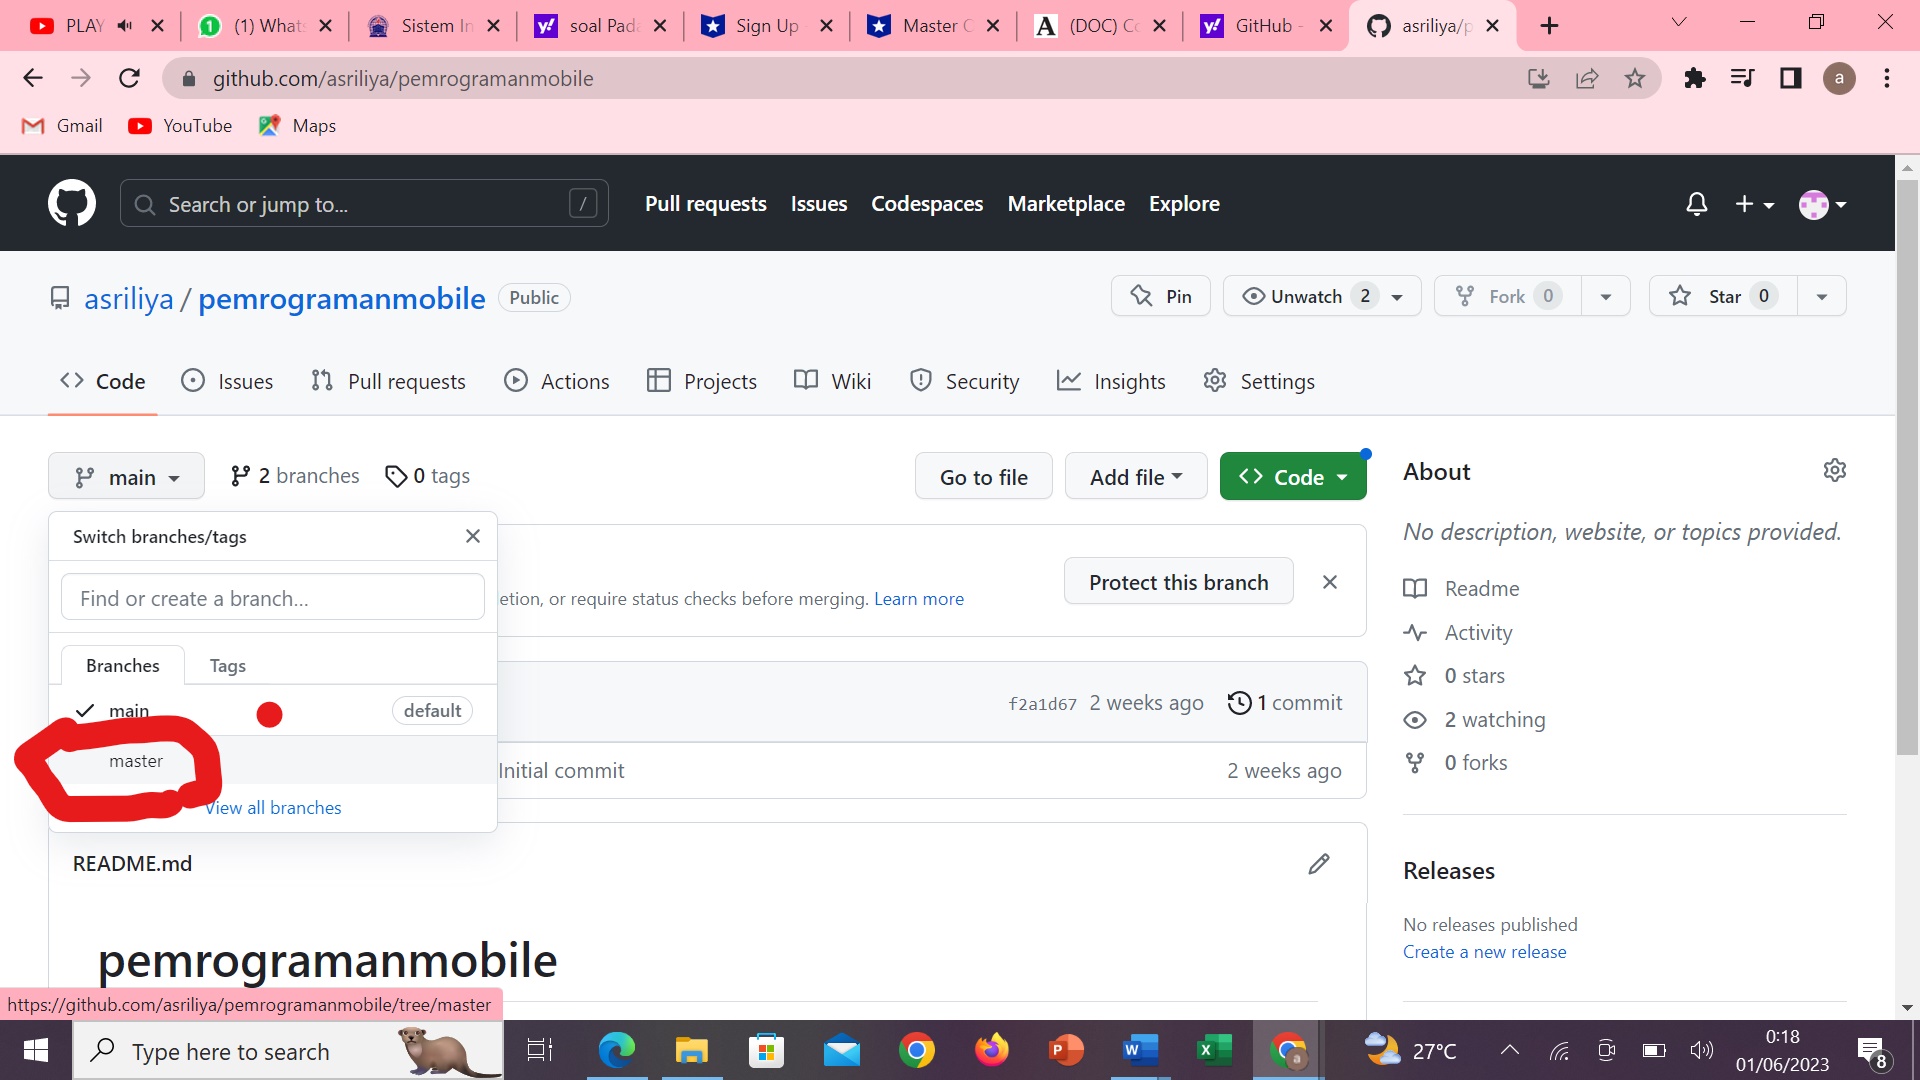 PLAY
(1) Whats
Sistem In
soal Pada
Sign Up -
Master C
(DOC) Co
GitHub -
asriliya/p
github.com/asriliya/pemrogramanmobile
a
Gmail
YouTube
Maps
Search or jump to...
/
Pull requests
Issues
Codespaces
Marketplace
Explore
asriliya / pemrogramanmobile
Public
Pin
Unwatch 2
Fork 0
Star 0
Code
Issues
Pull requests
Actions
Projects
Wiki
Security
Insights
Settings
main
2 branches
0 tags
Go to file
Add file
Code
Switch branches/tags
Find or create a branch...
Branches
Tags
main
default
master
View all branches
Protect this branch
etion, or require status checks before merging. Learn more
f2a1d67 2 weeks ago
1 commit
Initial commit
2 weeks ago
README.md
pemrogramanmobile
About
No description, website, or topics provided.
Readme
Activity
0 stars
2 watching
0 forks
Releases
No releases published
Create a new release
https://github.com/asriliya/pemrogramanmobile/tree/master
Type here to search
27°C
0:18
01/06/2023
8